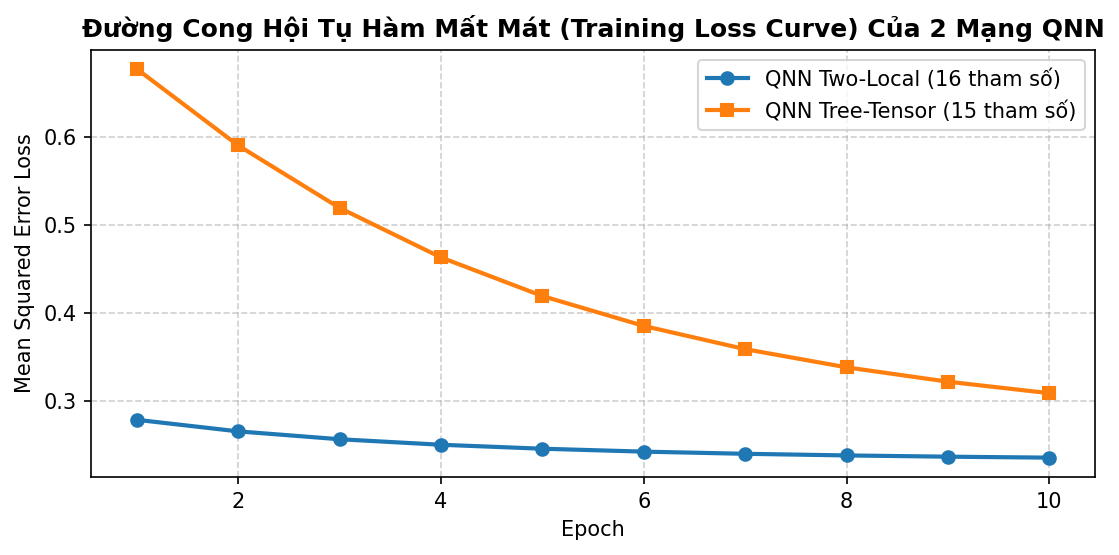 Đường Cong Hội Tụ Hàm Mất Mát (Training Loss Curve) Của 2 Mạng QNN
QNN Two-Local (16 tham số)
QNN Tree-Tensor (15 tham số)
Mean Squared Error Loss
0.6
0.5
0.4
0.3
2 4 6 8 10
Epoch